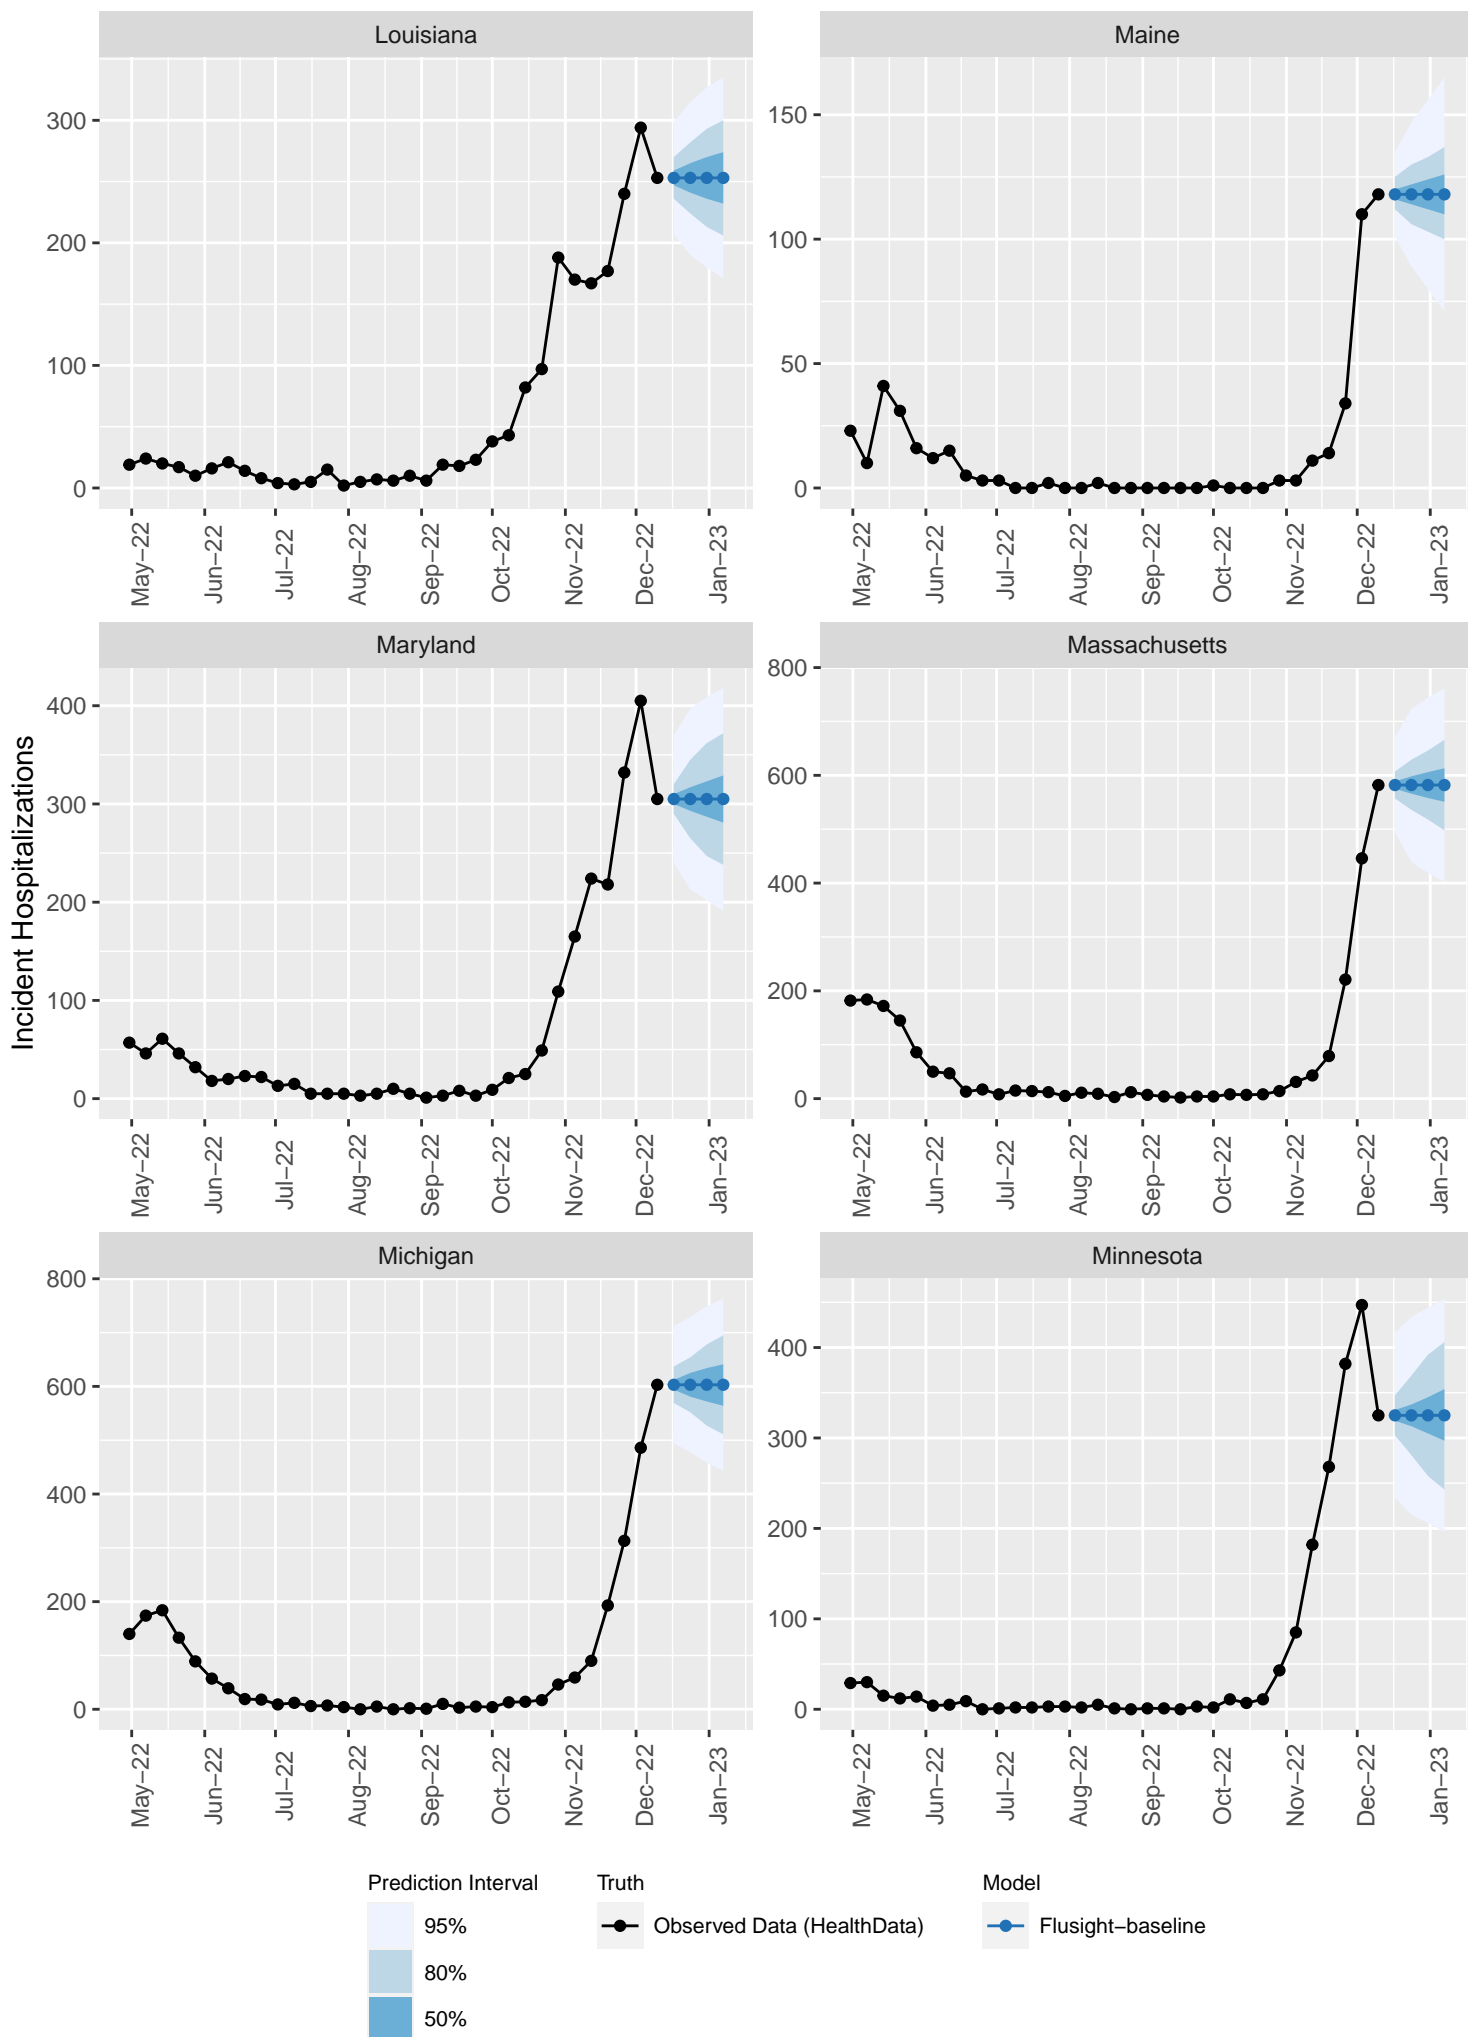 Louisiana
Maine
300
200
100
0
150
100
50
0
May−22
Jun−22
Jul−22
Aug−22
Sep−22
Oct−22
Nov−22
Dec−22
Jan−23
May−22
Jun−22
Jul−22
Aug−22
Sep−22
Oct−22
Nov−22
Dec−22
Jan−23
Incident Hospitalizations
Maryland
Massachusetts
400
300
200
100
0
800
600
400
200
0
May−22
Jun−22
Jul−22
Aug−22
Sep−22
Oct−22
Nov−22
Dec−22
Jan−23
May−22
Jun−22
Jul−22
Aug−22
Sep−22
Oct−22
Nov−22
Dec−22
Jan−23
Michigan
Minnesota
800
600
400
200
0
400
300
200
100
0
May−22
Jun−22
Jul−22
Aug−22
Sep−22
Oct−22
Nov−22
Dec−22
Jan−23
May−22
Jun−22
Jul−22
Aug−22
Sep−22
Oct−22
Nov−22
Dec−22
Jan−23
Prediction Interval
95%
80%
50%
Truth
Observed Data (HealthData)
Model
Flusight−baseline